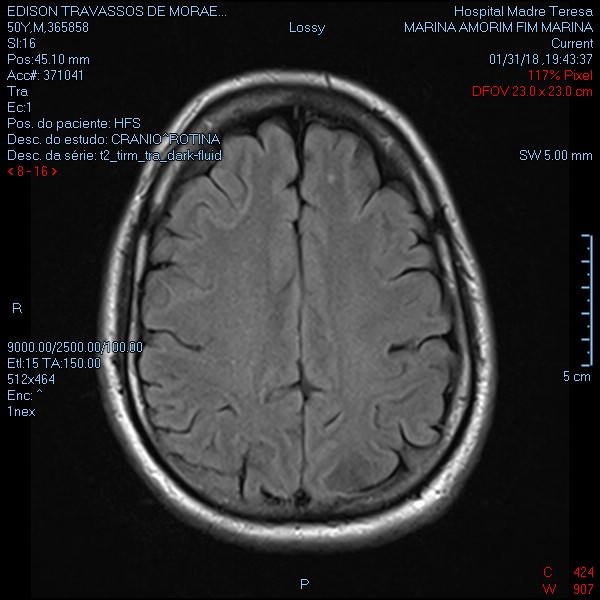 EDISON TRAVASSOS DE MORAE...
50Y,M,365858
Sl:16
Pos:45.10 mm
Acc#: 371041
Tra
Ec:1
Pos. do paciente: HFS
Desc. do estudo: CRANIO^ROTINA
Desc. da série: t2_tirm_tra_dark-fluid
< 8 - 16 >
Lossy
Hospital Madre Teresa
MARINA AMORIM FIM MARINA
Current
01/31/18 ,19:43:37
117% Pixel
DFOV 23.0 x 23.0 cm
SW 5.00 mm
R
9000.00/2500.00/100.00
Etl:15 TA:150.00
512x464
Enc: ^
1nex
5 cm
P
C 424
W 907